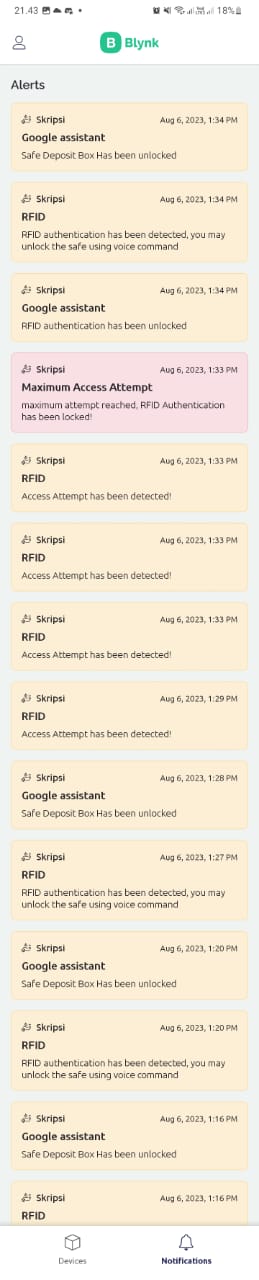 21.43
18%
B Blynk
Alerts
Skripsi Aug 6, 2023, 1:34 PM
Google assistant
Safe Deposit Box Has been unlocked
Skripsi Aug 6, 2023, 1:34 PM
RFID
RFID authentication has been detected, you may
unlock the safe using voice command
Skripsi Aug 6, 2023, 1:34 PM
Google assistant
RFID authentication has been unlocked
Skripsi Aug 6, 2023, 1:33 PM
Maximum Access Attempt
maximum attempt reached, RFID Authentication
has been locked!
Skripsi Aug 6, 2023, 1:33 PM
RFID
Access Attempt has been detected!
Skripsi Aug 6, 2023, 1:33 PM
RFID
Access Attempt has been detected!
Skripsi Aug 6, 2023, 1:33 PM
RFID
Access Attempt has been detected!
Skripsi Aug 6, 2023, 1:29 PM
RFID
Access Attempt has been detected!
Skripsi Aug 6, 2023, 1:28 PM
Google assistant
Safe Deposit Box Has been unlocked
Skripsi Aug 6, 2023, 1:27 PM
RFID
RFID authentication has been detected, you may
unlock the safe using voice command
Skripsi Aug 6, 2023, 1:20 PM
Google assistant
Safe Deposit Box Has been unlocked
Skripsi Aug 6, 2023, 1:20 PM
RFID
RFID authentication has been detected, you may
unlock the safe using voice command
Skripsi Aug 6, 2023, 1:16 PM
Google assistant
Safe Deposit Box Has been unlocked
Skripsi Aug 6, 2023, 1:16 PM
RFID
Devices
Notifications